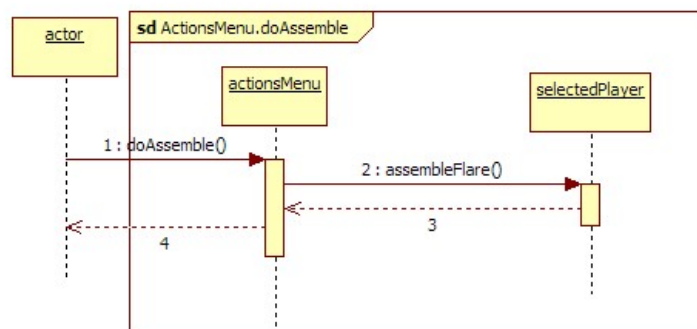 sd ActionsMenu.doAssemble
actor
actionsMenu
selectedPlayer
1 : doAssemble()
2 : assembleFlare()
3
4